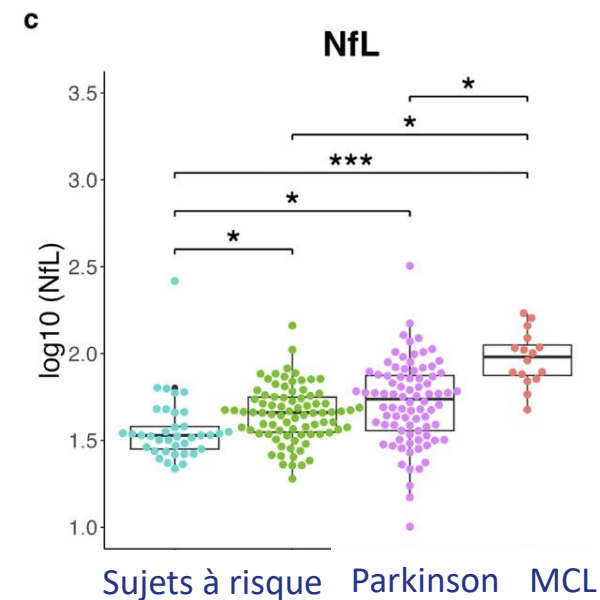 c
NfL
3.5
*
*
***
3.0
*
*
2.5
log10 (NfL)
2.0
1.5
1.0
Sujets à risque Parkinson MCL